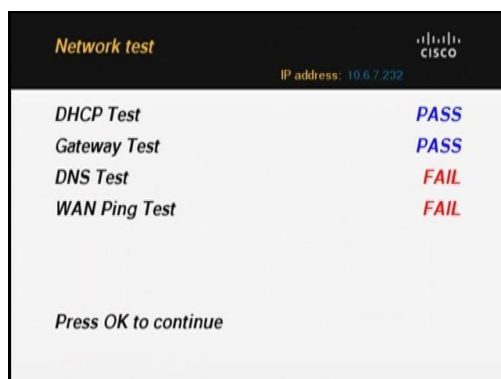 Network test
CISCO
IP address: 10.6.7.232
DHCP Test PASS
Gateway Test PASS
DNS Test FAIL
WAN Ping Test FAIL
Press OK to continue